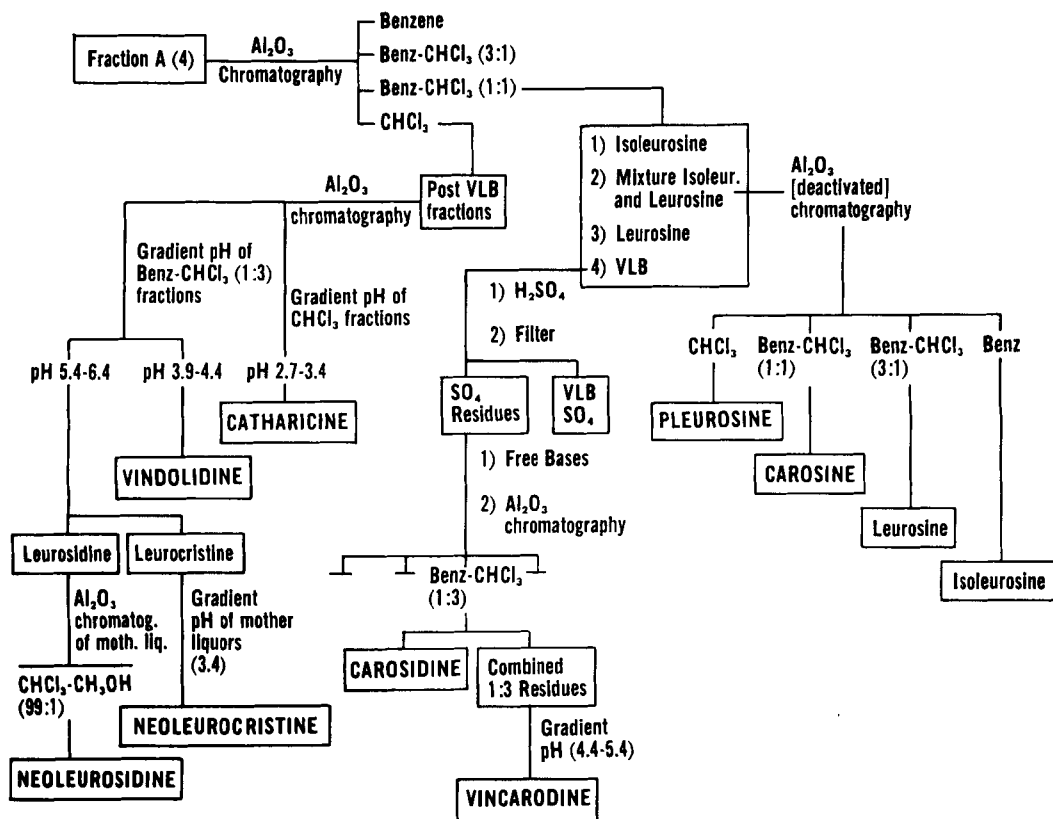 Fraction A (4)
Al₂O₃
Chromatography
Benzene
Benz-CHCl₃ (3:1)
Benz-CHCl₃ (1:1)
CHCl₃
1) Isoleurosine
2) Mixture Isoleur.
and Leurosine
3) Leurosine
4) VLB
Al₂O₃
[deactivated]
chromatography
Al₂O₃
chromatography
Post VLB
fractions
Gradient pH of
Benz-CHCl₃ (1:3)
fractions
Gradient pH of
CHCl₃ fractions
1) H₂SO₄
2) Filter
pH 5.4-6.4
pH 3.9-4.4
pH 2.7-3.4
CATHARICINE
VINDOLIDINE
SO₄
Residues
VLB
SO₄
CHCl₃
Benz-CHCl₃
(1:1)
Benz-CHCl₃
(3:1)
Benz
PLEUROSINE
CAROSINE
Leurosine
Isoleurosine
1) Free Bases
2) Al₂O₃
chromatography
Leurosidine
Leurocristine
Al₂O₃
chromatog.
of moth. liq.
Gradient
pH of mother
liquors
(3.4)
CHCl₃-CH₃OH
(99:1)
NEOLEUROCRISTINE
NEOLEUROSIDINE
Benz-CHCl₃
(1:3)
CAROSIDINE
Combined
1:3 Residues
Gradient
pH (4.4-5.4)
VINCARODINE